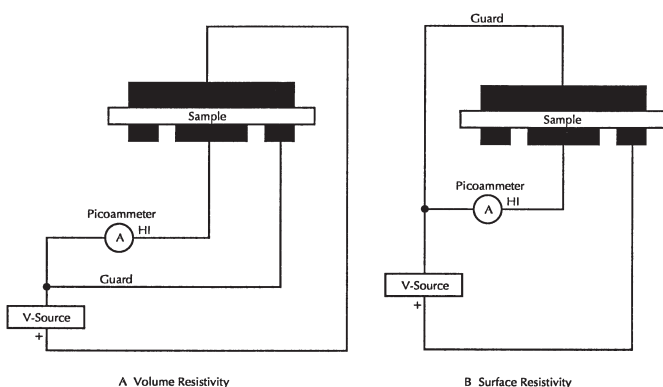 Sample
Picoammeter
A
HI
Guard
V-Source
+
A Volume Resistivity
Guard
Sample
Picoammeter
A
HI
V-Source
+
B Surface Resistivity